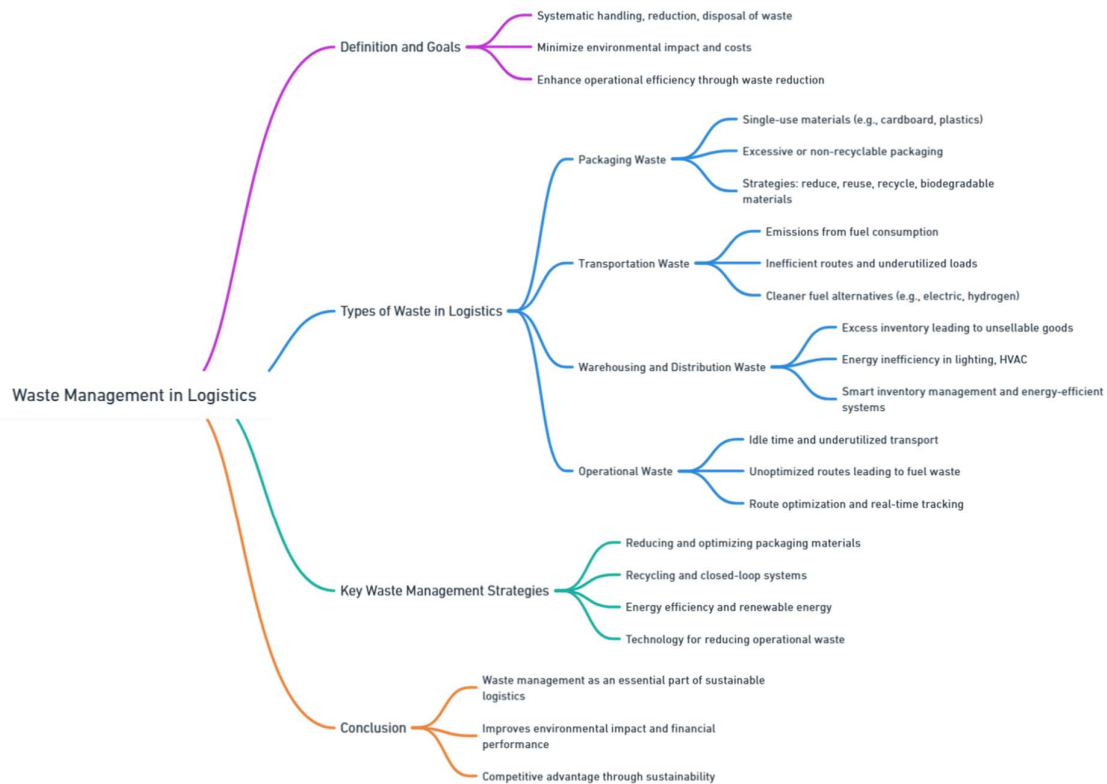 Systematic handling, reduction, disposal of waste
Definition and Goals
Minimize environmental impact and costs
Enhance operational efficiency through waste reduction
Single-use materials (e.g., cardboard, plastics)
Packaging Waste
Excessive or non-recyclable packaging
Strategies: reduce, reuse, recycle, biodegradable
materials
Emissions from fuel consumption
Transportation Waste
Inefficient routes and underutilized loads
Cleaner fuel alternatives (e.g., electric, hydrogen)
Types of Waste in Logistics
Excess inventory leading to unsellable goods
Warehousing and Distribution Waste
Energy inefficiency in lighting, HVAC
Smart inventory management and energy-efficient
systems
Waste Management in Logistics
Idle time and underutilized transport
Operational Waste
Unoptimized routes leading to fuel waste
Route optimization and real-time tracking
Reducing and optimizing packaging materials
Recycling and closed-loop systems
Key Waste Management Strategies
Energy efficiency and renewable energy
Technology for reducing operational waste
Waste management as an essential part of sustainable
logistics
Conclusion
Improves environmental impact and financial
performance
Competitive advantage through sustainability